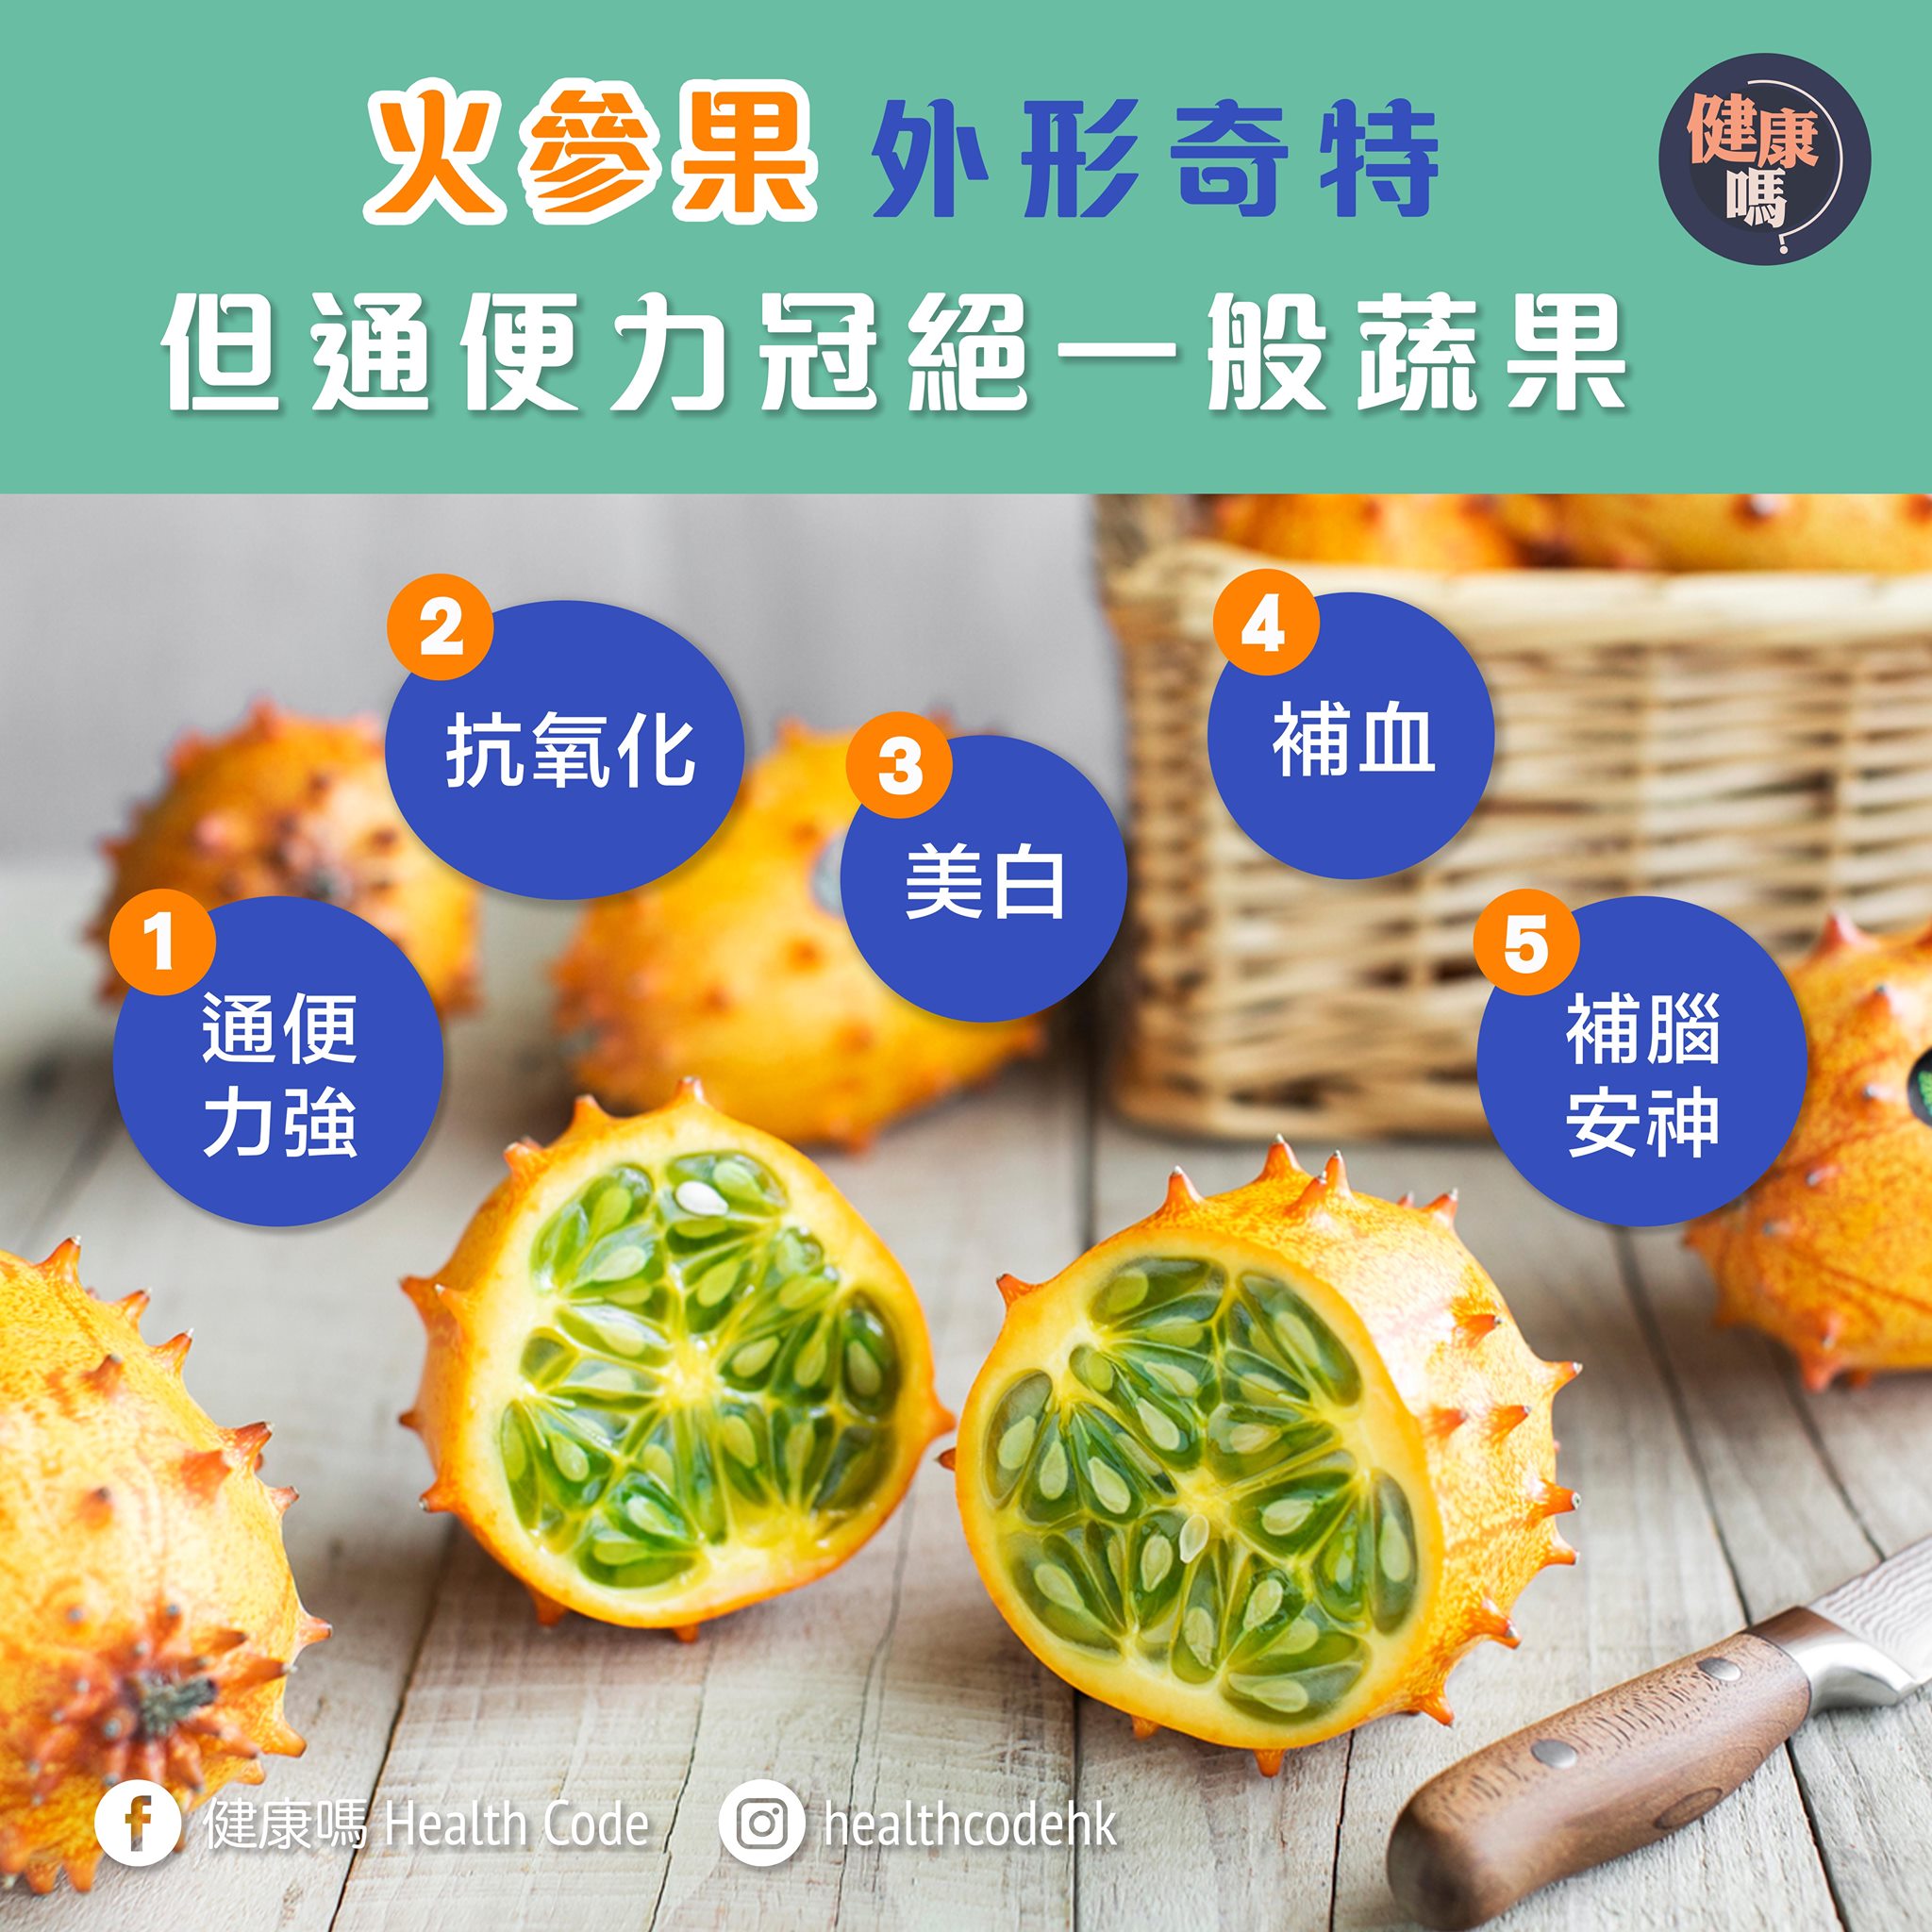 火參果 外形奇特
但通便力冠絕一般蔬果
健康
嗎?
1
通便
力強
2
抗氧化
3
美白
4
補血
5
補腦
安神
健康嗎 Health Code
healthcodehk